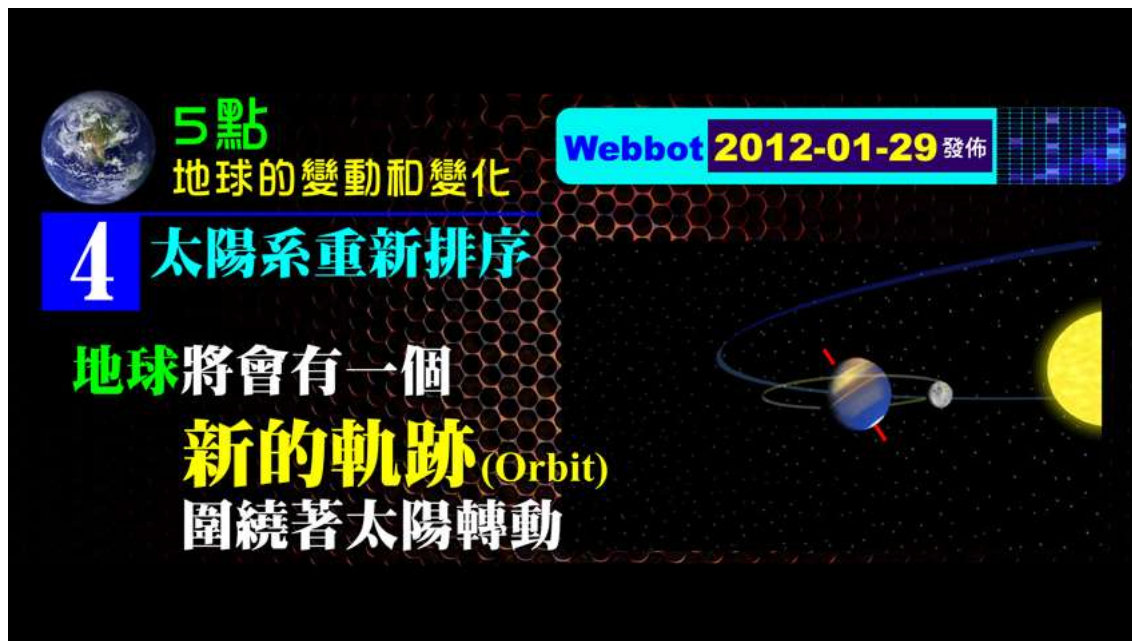 5點
地球的變動和變化
Webbot 2012-01-29 發佈
4 太陽系重新排序
地球將會有一個
新的軌跡(Orbit)
圍繞著太陽轉動